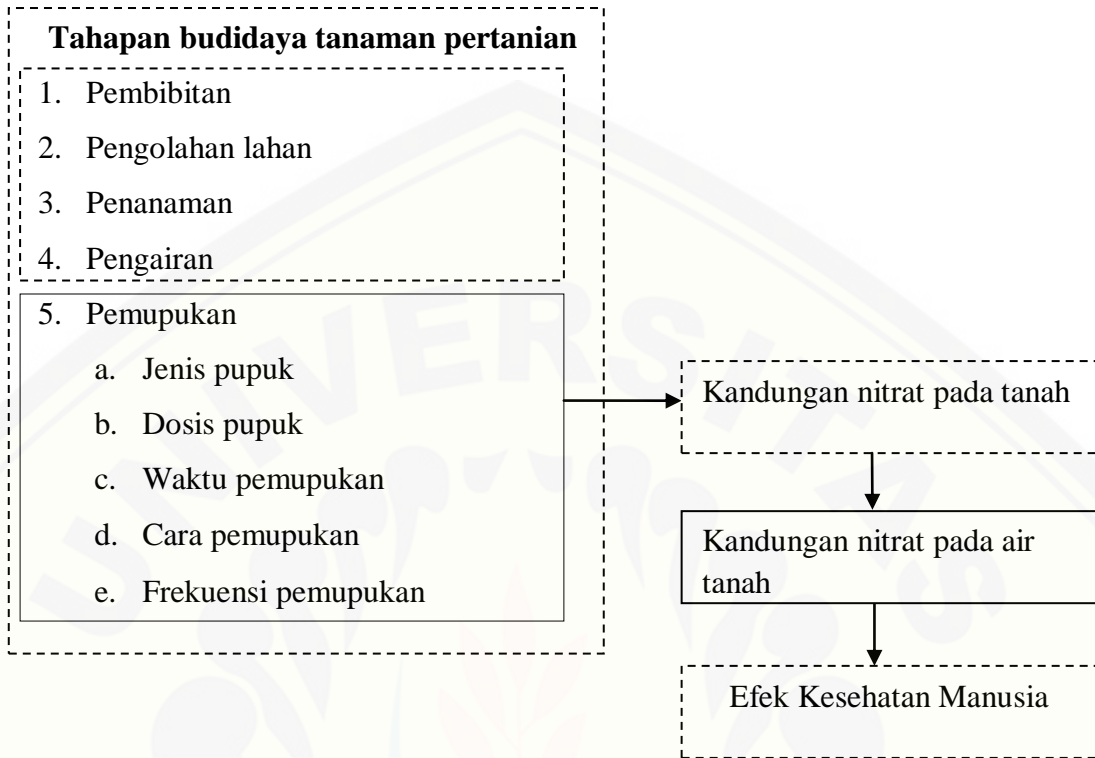 Tahapan budidaya tanaman pertanian
1. Pembibitan
2. Pengolahan lahan
3. Penanaman
4. Pengairan
5. Pemupukan
a. Jenis pupuk
b. Dosis pupuk
c. Waktu pemupukan
d. Cara pemupukan
e. Frekuensi pemupukan
Kandungan nitrat pada tanah
Kandungan nitrat pada air
tanah
Efek Kesehatan Manusia
UNIVERSITAS